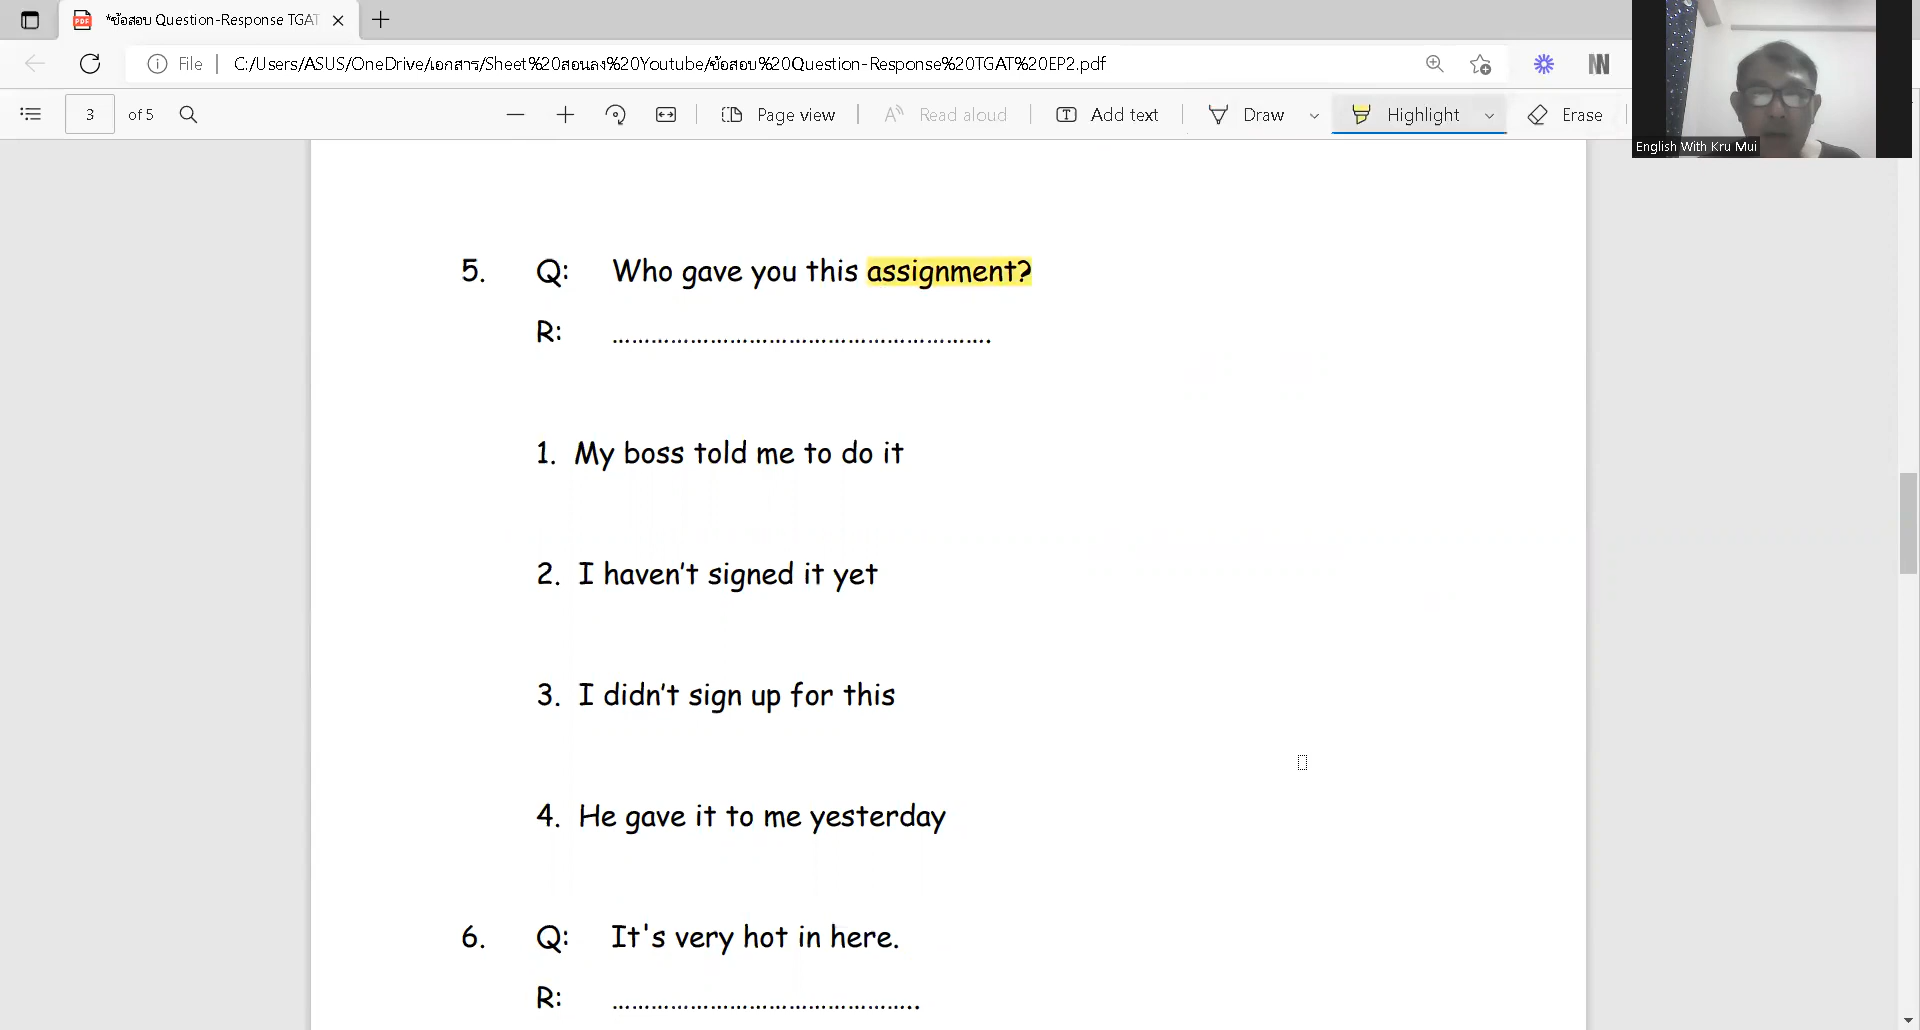 *ข้อสอบ Question-Response TGAT
File
C:/Users/ASUS/OneDrive/เอกสาร/Sheet%20สอนลง%20Youtube/ข้อสอบ%20Question-Response%20TGAT%20EP2.pdf
3 of 5
Page view
Read aloud
Add text
Draw
Highlight
Erase
English With Kru Mui
5. Q: Who gave you this assignment?
R: ……………………………………………………….
1. My boss told me to do it
2. I haven't signed it yet
3. I didn't sign up for this
4. He gave it to me yesterday
6. Q: It's very hot in here.
R: …………………………………………..